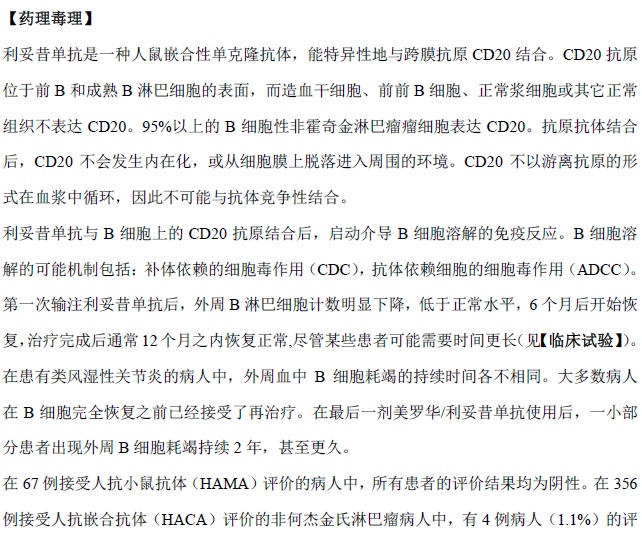 【药理毒理】
利妥昔单抗是一种人鼠嵌合性单克隆抗体，能特异性地与跨膜抗原 CD20 结合。CD20 抗原
位于前 B 和成熟 B 淋巴细胞的表面，而造血干细胞、前前 B 细胞、正常浆细胞或其它正常
组织不表达 CD20。95%以上的 B 细胞性非霍奇金淋巴瘤瘤细胞表达 CD20。抗原抗体结合
后，CD20 不会发生内在化，或从细胞膜上脱落进入周围的环境。CD20 不以游离抗原的形
式在血浆中循环，因此不可能与抗体竞争性结合。
利妥昔单抗与 B 细胞上的 CD20 抗原结合后，启动介导 B 细胞溶解的免疫反应。B 细胞溶
解的可能机制包括：补体依赖的细胞毒作用（CDC），抗体依赖细胞的细胞毒作用（ADCC）。
第一次输注利妥昔单抗后，外周 B 淋巴细胞计数明显下降，低于正常水平，6 个月后开始恢
复，治疗完成后通常 12 个月之内恢复正常,尽管某些患者可能需要时间更长（见【临床试验】）。
在患有类风湿性关节炎的病人中，外周血中 B 细胞耗竭的持续时间各不相同。大多数病人
在 B 细胞完全恢复之前已经接受了再治疗。在最后一剂美罗华/利妥昔单抗使用后，一小部
分患者出现外周 B 细胞耗竭持续 2 年，甚至更久。
在 67 例接受人抗小鼠抗体（HAMA）评价的病人中，所有患者的评价结果均为阴性。在 356
例接受人抗嵌合抗体（HACA）评价的非何杰金氏淋巴瘤病人中，有 4 例病人（1.1%）的评